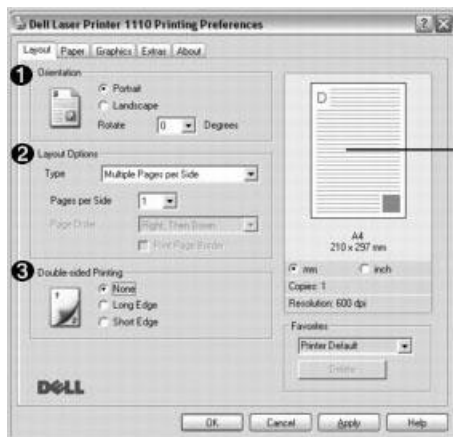 Dell Laser Printer 1110 Printing Preferences
Layout Paper Graphics Extras About
1
Orientation
Portrait
Landscape
Rotate 0 Degrees
2
Layout Options
Type Multiple Pages per Side
Pages per Side 1
Page Order Right, Then Down
Print Page Border
3
Double-sided Printing
None
Long Edge
Short Edge
DELL
D
A4
210 x 297 mm
mm inch
Copies: 1
Resolution: 600 dpi
Favorites
Printer Default
Delete
OK Cancel Apply Help